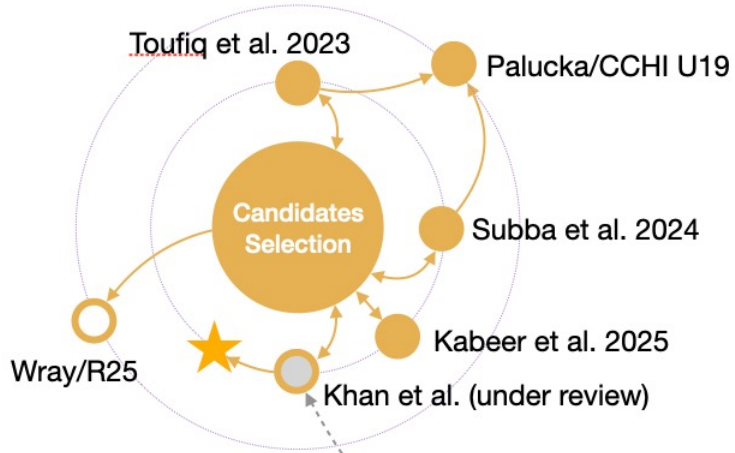 Toufiq et al. 2023
Palucka/CCHI U19
Candidates
Selection
Subba et al. 2024
Kabeer et al. 2025
Wray/R25
Khan et al. (under review)